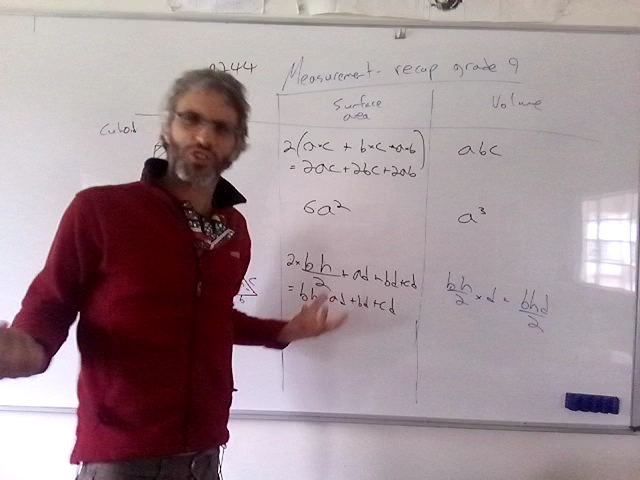 Measurement - recap grade 9
Surface area
Volume
Cuboid
2(a×c + b×c + a×b)
= 2ac + 2bc + 2ab
abc
6a²
a³
2×bh/2 + ad + bd + cd
= bh + ad + bd + cd
bh/2 × d = bhd/2
b